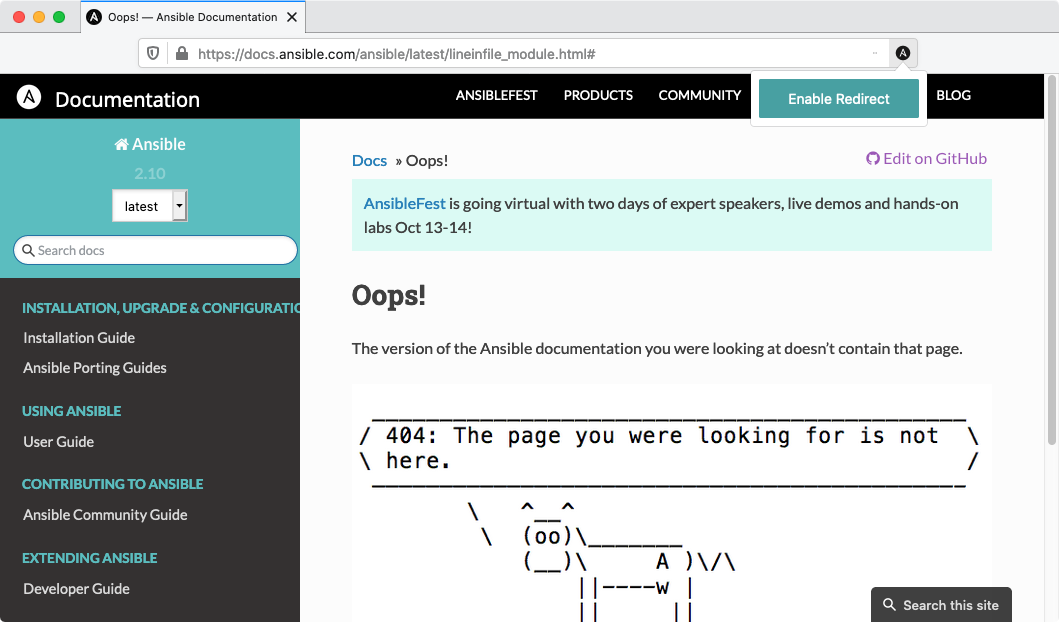 Oops! — Ansible Documentation
https://docs.ansible.com/ansible/latest/lineinfile_module.html#
Documentation
ANSIBLEFEST PRODUCTS COMMUNITY BLOG
Enable Redirect
Ansible
2.10
latest
Search docs
INSTALLATION, UPGRADE & CONFIGURATIO
Installation Guide
Ansible Porting Guides
USING ANSIBLE
User Guide
CONTRIBUTING TO ANSIBLE
Ansible Community Guide
EXTENDING ANSIBLE
Developer Guide
Docs » Oops!
Edit on GitHub
AnsibleFest is going virtual with two days of expert speakers, live demos and hands-on
labs Oct 13-14!
Oops!
The version of the Ansible documentation you were looking at doesn’t contain that page.
/ 404: The page you were looking for is not \
\ here. /
\ ^__^
\ (oo)\_______
(__)\ A )\/\
||----w |
|| ||
Search this site